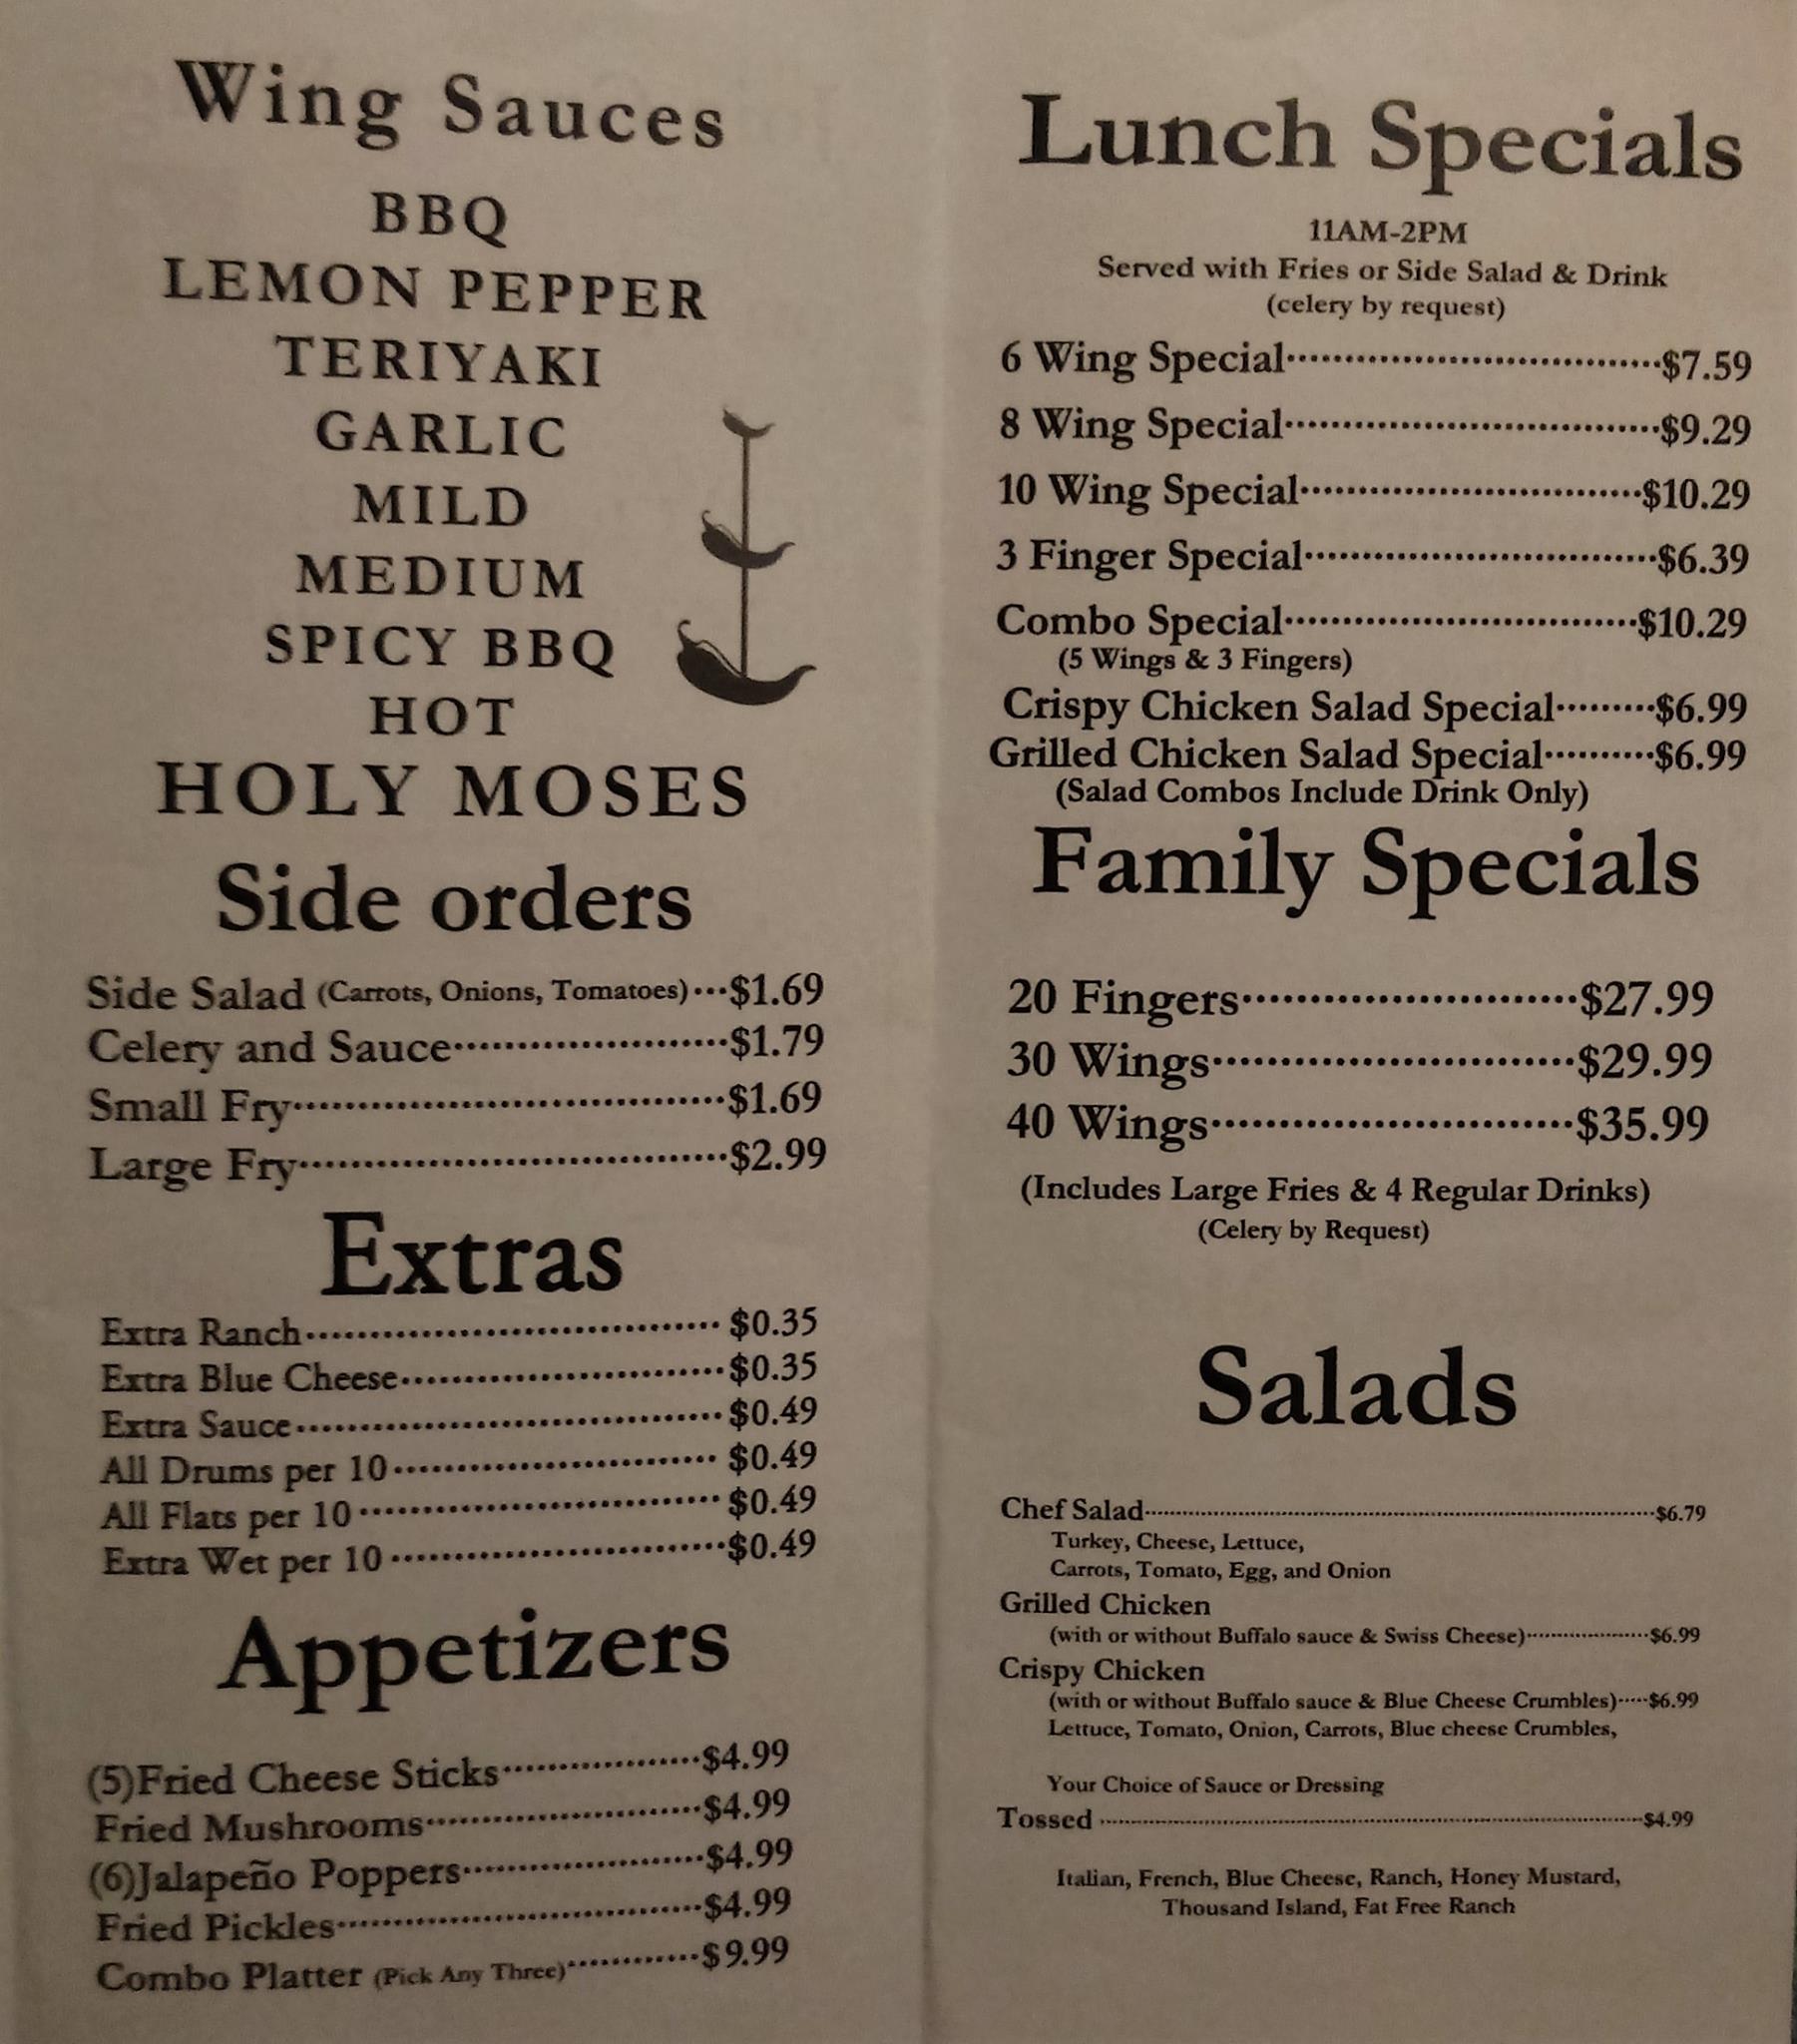 Wing Sauces
BBQ
LEMON PEPPER
TERIYAKI
GARLIC
MILD
MEDIUM
SPICY BBQ
HOT
HOLY MOSES
Side orders
Side Salad (Carrots, Onions, Tomatoes)···$1.69
Celery and Sauce······················$1.79
Small Fry··································$1.69
Large Fry·································$2.99
Extras
Extra Ranch································· $0.35
Extra Blue Cheese·························$0.35
Extra Sauce·································$0.49
All Drums per 10·························· $0.49
All Flats per 10·····························$0.49
Extra Wet per 10··························$0.49
Appetizers
(5)Fried Cheese Sticks················$4.99
Fried Mushrooms······················$4.99
(6)Jalapeño Poppers···················$4.99
Fried Pickles·····························$4.99
Combo Platter (Pick Any Three)···········$9.99
Lunch Specials
11AM-2PM
Served with Fries or Side Salad & Drink
(celery by request)
6 Wing Special································$7.59
8 Wing Special································$9.29
10 Wing Special·····························$10.29
3 Finger Special······························$6.39
Combo Special······························$10.29
(5 Wings & 3 Fingers)
Crispy Chicken Salad Special·········$6.99
Grilled Chicken Salad Special··········$6.99
(Salad Combos Include Drink Only)
Family Specials
20 Fingers·························$27.99
30 Wings···························$29.99
40 Wings···························$35.99
(Includes Large Fries & 4 Regular Drinks)
(Celery by Request)
Salads
Chef Salad··························································$6.79
Turkey, Cheese, Lettuce,
Carrots, Tomato, Egg, and Onion
Grilled Chicken
(with or without Buffalo sauce & Swiss Cheese)··················$6.99
Crispy Chicken
(with or without Buffalo sauce & Blue Cheese Crumbles)·····$6.99
Lettuce, Tomato, Onion, Carrots, Blue cheese Crumbles,
Your Choice of Sauce or Dressing
Tossed ······························································$4.99
Italian, French, Blue Cheese, Ranch, Honey Mustard,
Thousand Island, Fat Free Ranch